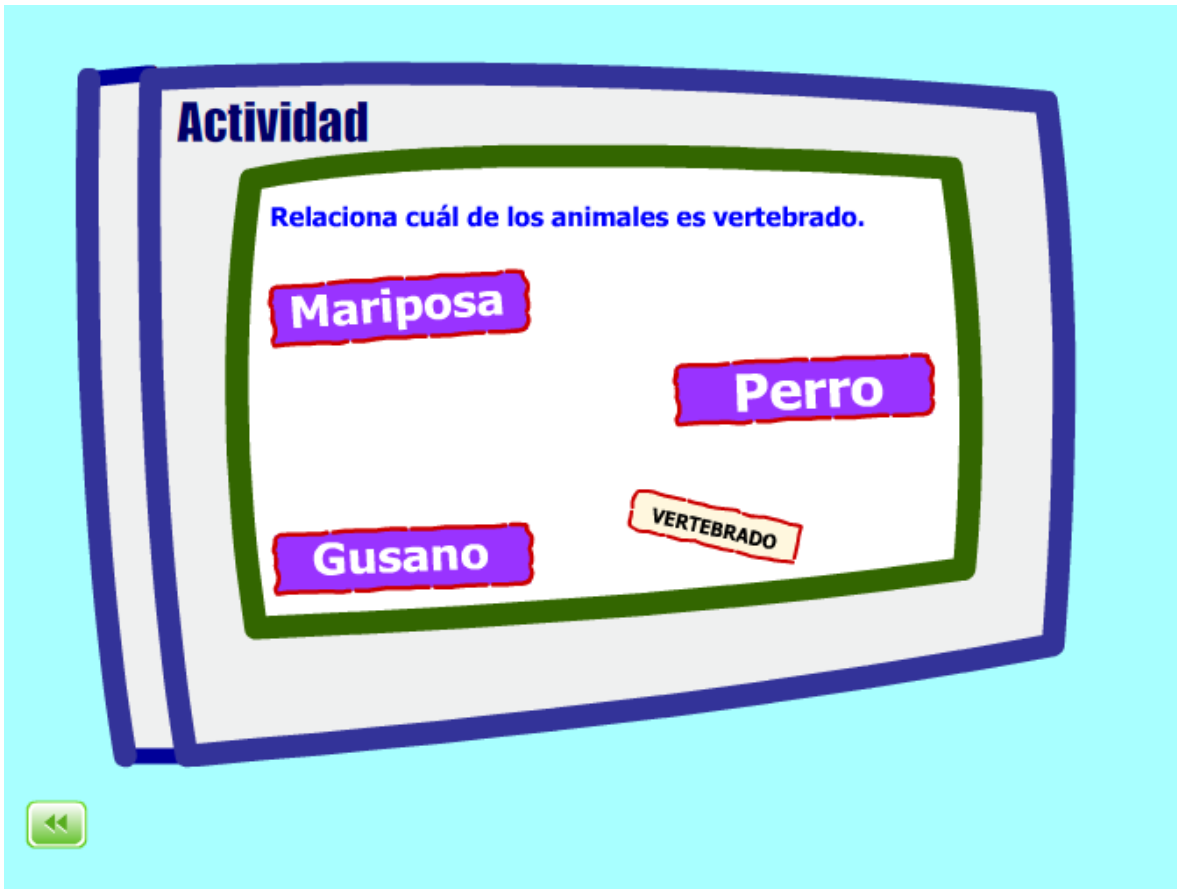 Actividad
Relaciona cuál de los animales es vertebrado.
Mariposa
Perro
Gusano
VERTEBRADO